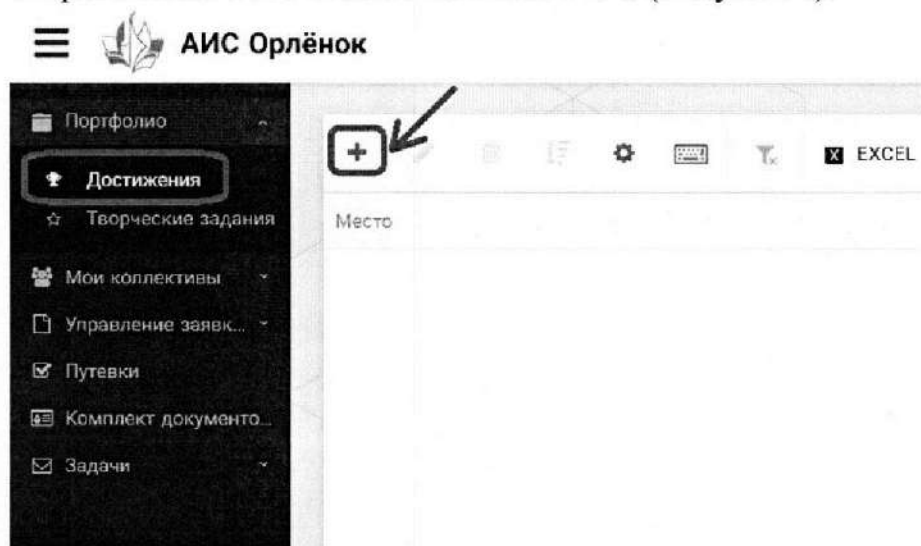 АИС Орлёнок
Портфолио
Достижения
Творческие задания
Мои коллективы
Управление заявк...
Путевки
Комплект документо...
Задачи
+
X EXCEL
Место